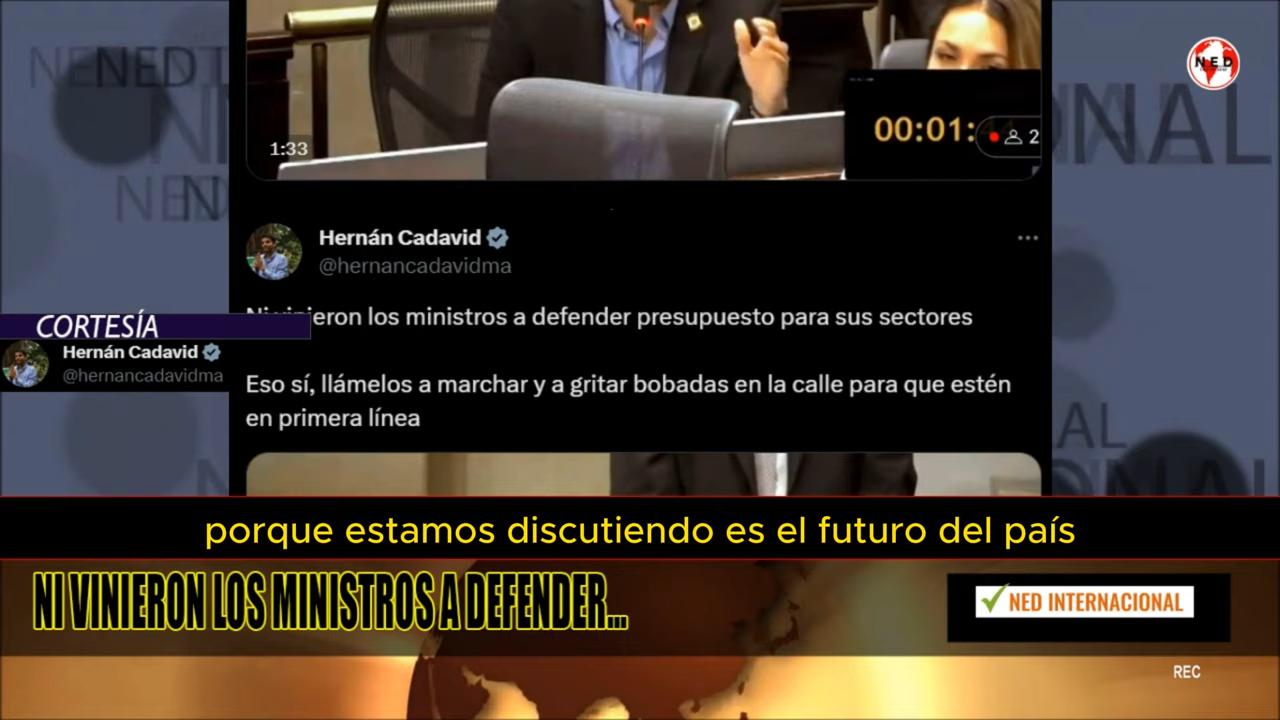 NED
1:33
00:01:
2
Hernán Cadavid
@hernancadavidma
Ni vinieron los ministros a defender presupuesto para sus sectores
Eso sí, llámelos a marchar y a gritar bobadas en la calle para que estén
en primera línea
CORTESÍA
Hernán Cadavid
@hernancadavidma
porque estamos discutiendo es el futuro del país
NI VINIERON LOS MINISTROS A DEFENDER...
NED INTERNACIONAL
REC